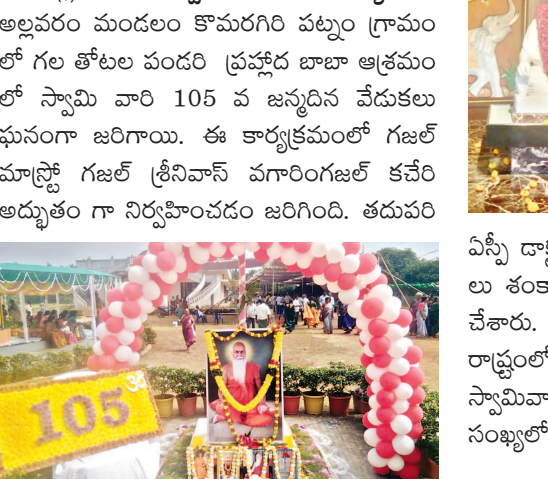 అల్లవరం మండలం కొమరగిరి పట్నం గ్రామం
లో గల తోటల పండరి ప్రహ్లాద బాబా ఆశ్రమం
లో స్వామి వారి 105 వ జన్మదిన వేడుకలు
ఘనంగా జరిగాయి. ఈ కార్యక్రమంలో గజల్
మాస్ట్రో గజల్ శ్రీనివాస్ వగారింగజల్ కచేరి
అద్భుతం గా నిర్వహించడం జరిగింది. తదుపరి
105 ॐ
ఏస్పీ
లు
చేశారు.